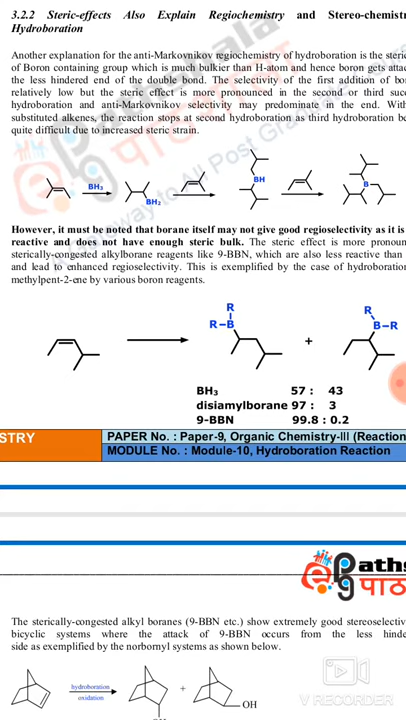 3.2.2 Steric-effects Also Explain Regiochemistry and Stereo-chemist
Hydroboration
Another explanation for the anti-Markovnikov regiochemistry of hydroboration is the steric
of Boron containing group which is much bulkier than H-atom and hence boron gets attac
the less hindered end of the double bond. The selectivity of the first addition of bo
relatively low but the steric effect is more pronounced in the second or third succ
hydroboration and anti-Markovnikov selectivity may predominate in the end. With
substituted alkenes, the reaction stops at second hydroboration as third hydroboration be
quite difficult due to increased steric strain.
BH3
BH2
BH
B
However, it must be noted that borane itself may not give good regioselectivity as it is
reactive and does not have enough steric bulk. The steric effect is more pronoun
sterically-congested alkylborane reagents like 9-BBN, which are also less reactive than
and lead to enhanced regioselectivity. This is exemplified by the case of hydroboration
methylpent-2-ene by various boron reagents.
R
R-B
+
R
B-R
BH3 57 : 43
disiamylborane 97 : 3
9-BBN 99.8 : 0.2
STRY
PAPER No. : Paper-9, Organic Chemistry-III (Reaction
MODULE No. : Module-10, Hydroboration Reaction
Paths
पाठ
The sterically-congested alkyl boranes (9-BBN etc.) show extremely good stereoselectiv
bicyclic systems where the attack of 9-BBN occurs from the less hinde
side as exemplified by the norbornyl systems as shown below.
hydroboration
oxidation
+
OH
V RECORDER